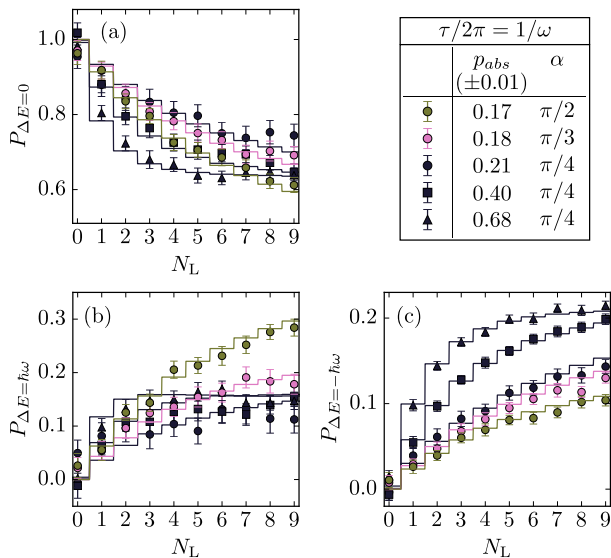 (a)
1.0
0.8
0.6
P_{ΔE=0}
0 1 2 3 4 5 6 7 8 9
N_L
τ/2π = 1/ω
p_{abs} α
(±0.01)
0.17 π/2
0.18 π/3
0.21 π/4
0.40 π/4
0.68 π/4
(b)
0.3
0.2
0.1
0.0
P_{ΔE=ħω}
0 1 2 3 4 5 6 7 8 9
N_L
(c)
0.2
0.1
0.0
P_{ΔE=−ħω}
0 1 2 3 4 5 6 7 8 9
N_L